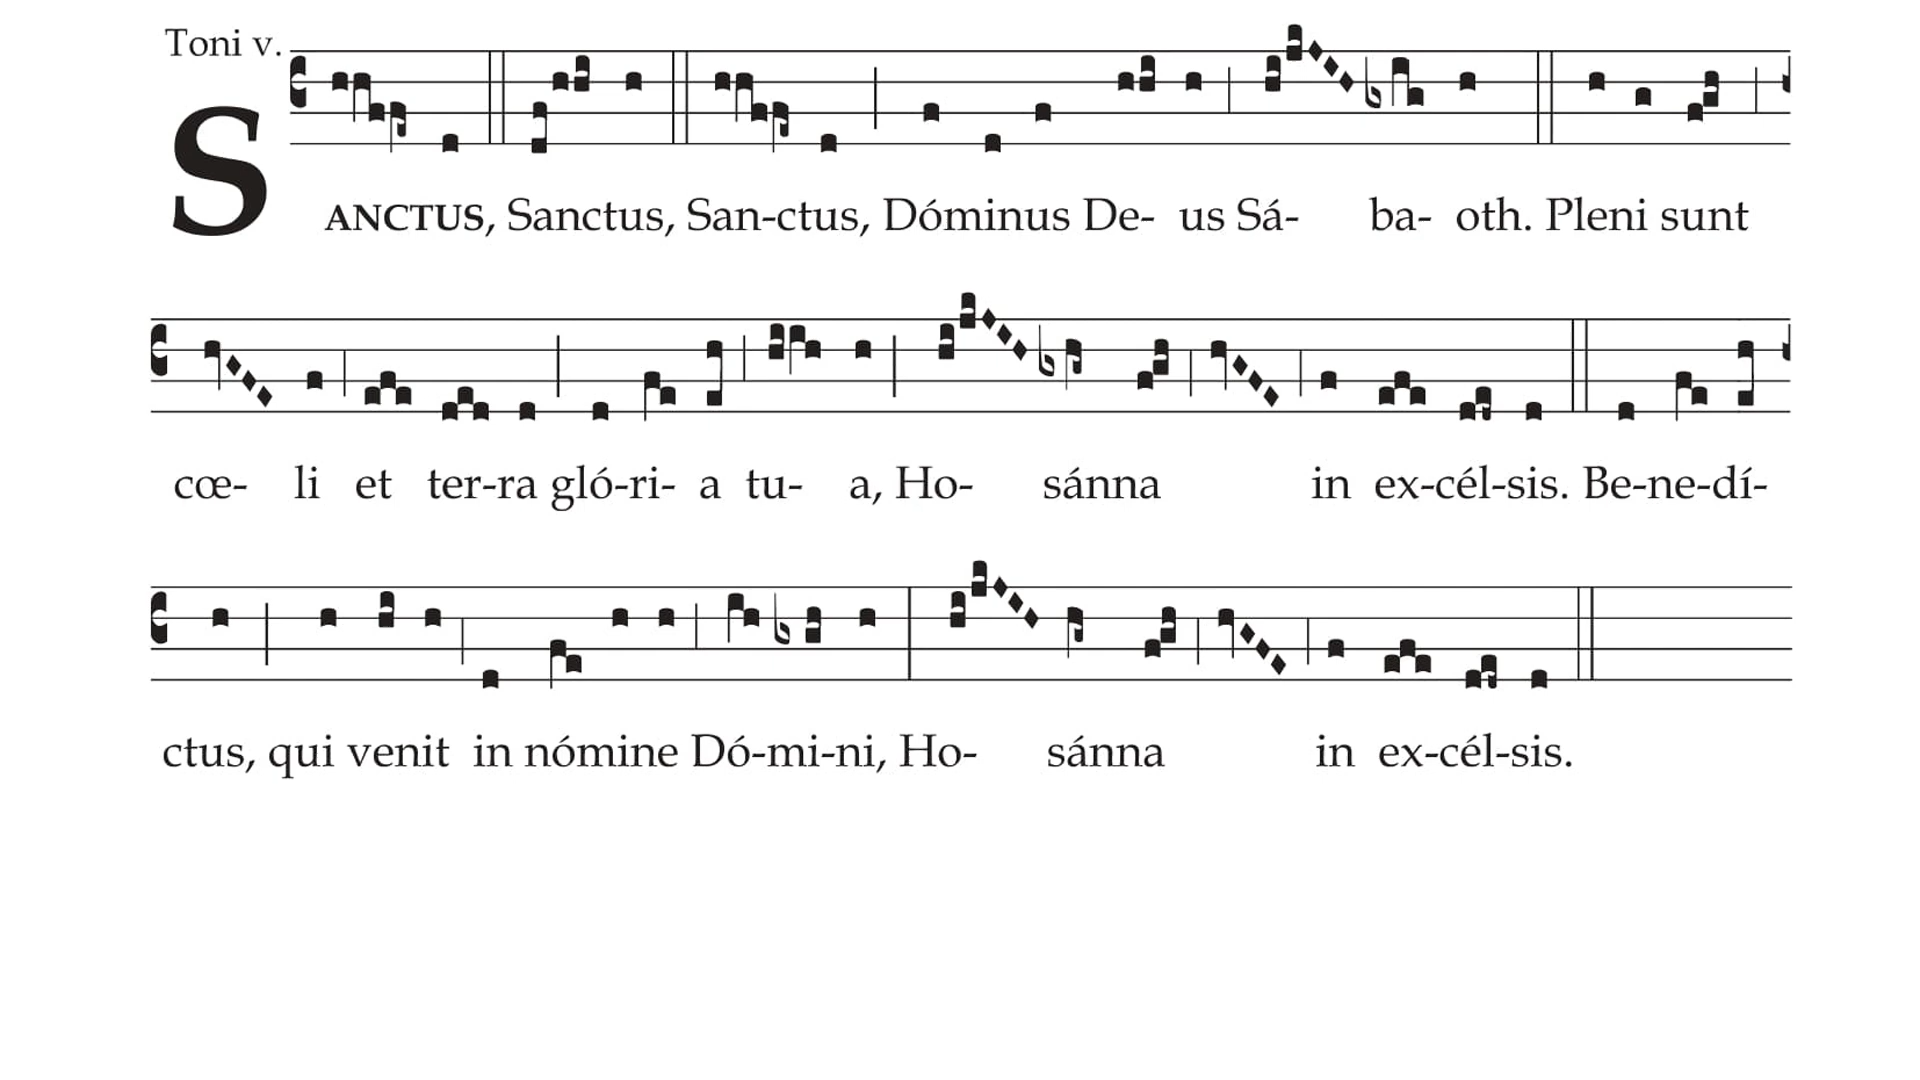 Toni v.
SANCTUS, Sanctus, San-ctus, Dóminus De- us Sá- ba- oth. Pleni sunt
cœ- li et ter-ra gló-ri- a tu- a, Ho- sánna in ex-cél-sis. Be-ne-dí-
ctus, qui venit in nómine Dó-mi-ni, Ho- sánna in ex-cél-sis.